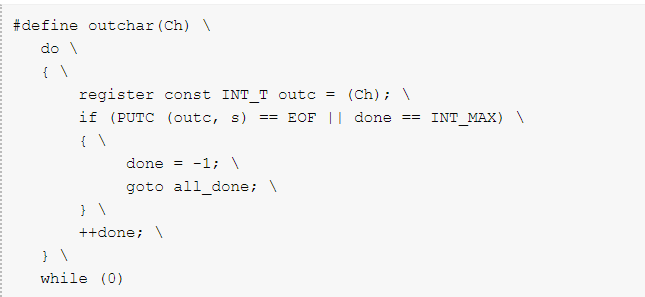 #define outchar(Ch) \
do \
{ \
register const INT_T outc = (Ch); \
if (PUTC (outc, s) == EOF || done == INT_MAX) \
{ \
done = -1; \
goto all_done; \
} \
++done; \
} \
while (0)